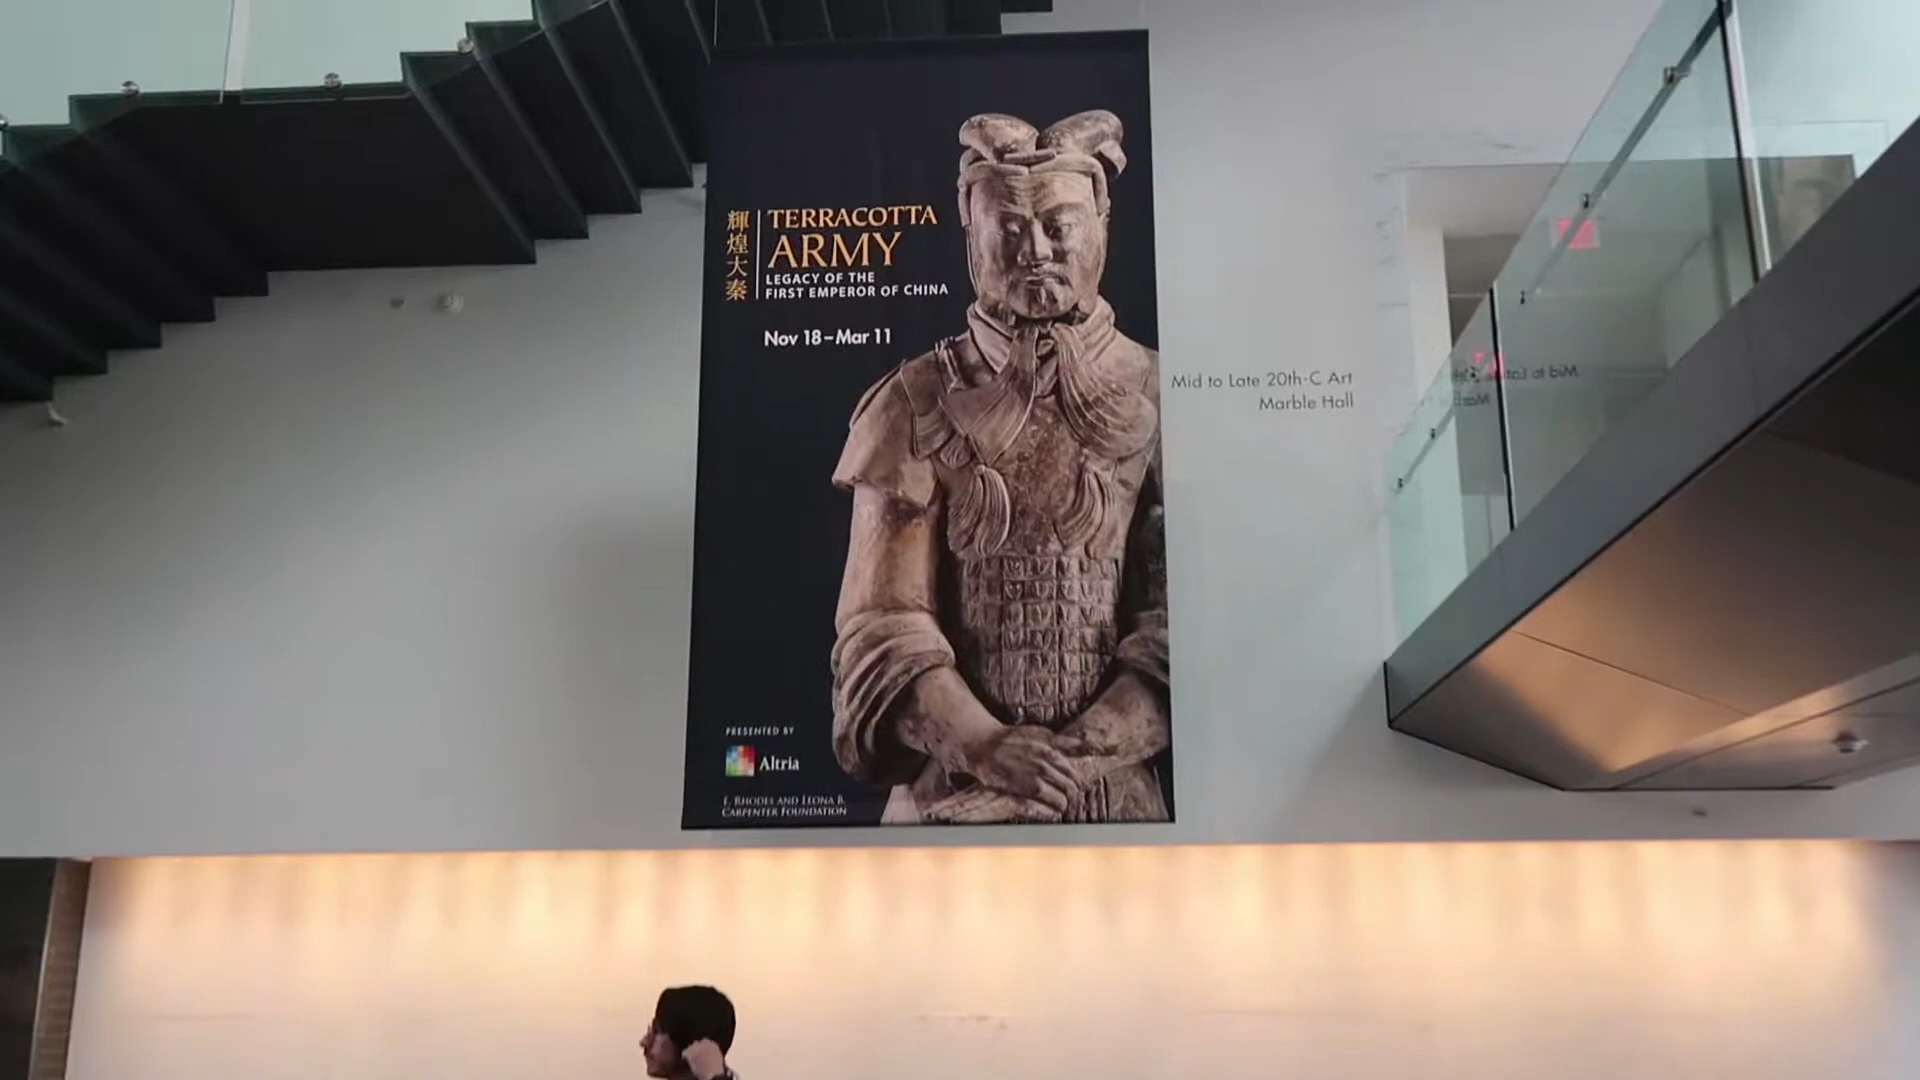 輝煌大秦
TERRACOTTA
ARMY
LEGACY OF THE
FIRST EMPEROR OF CHINA
Nov 18–Mar 11
Mid to Late 20th-C Art
Marble Hall
PRESENTED BY
Altria
E. RHODES AND LEONA B.
CARPENTER FOUNDATION